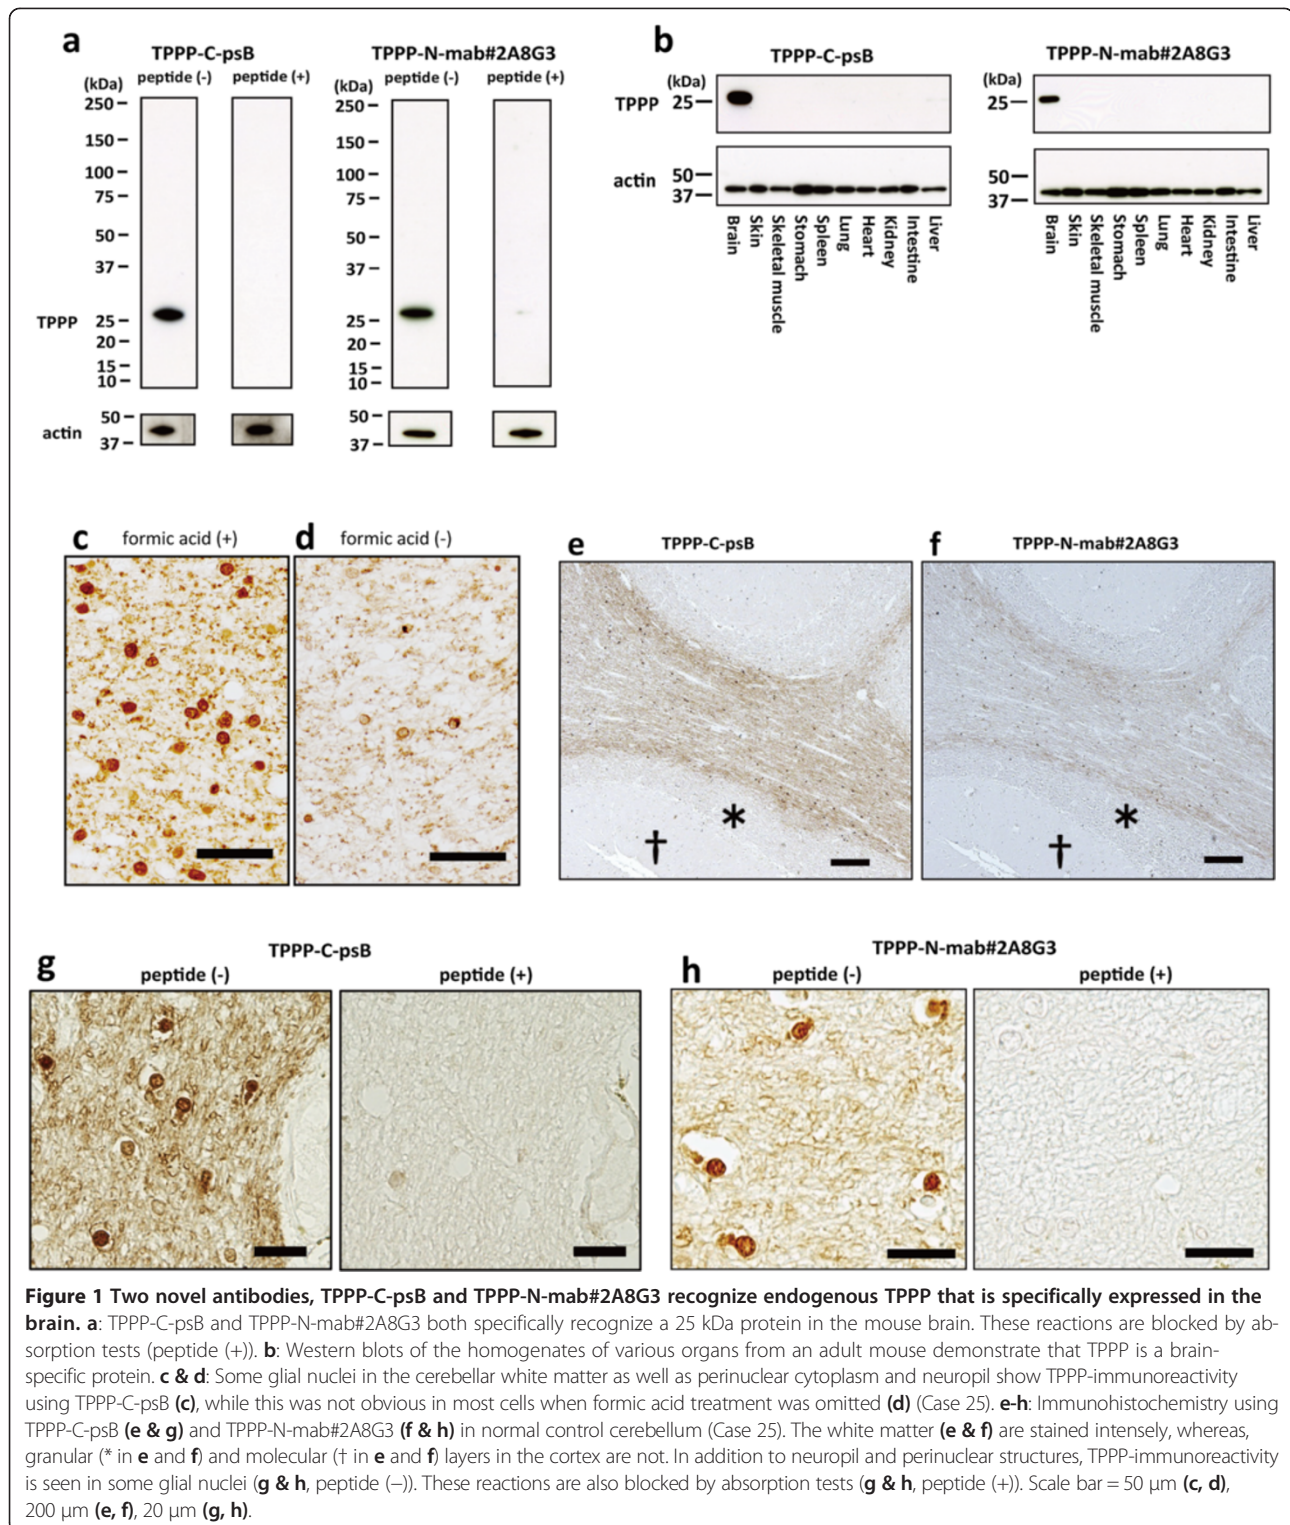 a
TPPP-C-psB
TPPP-N-mab#2A8G3
(kDa)
peptide (-)
peptide (+)
(kDa)
peptide (-)
peptide (+)
250
150
100
75
50
37
25
20
15
10
TPPP
250
150
100
75
50
37
25
20
15
10
actin
50
37
50
37
b
TPPP-C-psB
TPPP-N-mab#2A8G3
(kDa)
(kDa)
TPPP
25
25
actin
50
37
50
37
Brain
Skin
Skeletal muscle
Stomach
Spleen
Lung
Heart
Kidney
Intestine
Liver
Brain
Skin
Skeletal muscle
Stomach
Spleen
Lung
Heart
Kidney
Intestine
Liver
c
formic acid (+)
d
formic acid (-)
e
TPPP-C-psB
*
†
f
TPPP-N-mab#2A8G3
*
†
g
TPPP-C-psB
peptide (-)
peptide (+)
h
TPPP-N-mab#2A8G3
peptide (-)
peptide (+)
Figure 1 Two novel antibodies, TPPP-C-psB and TPPP-N-mab#2A8G3 recognize endogenous TPPP that is specifically expressed in the
brain. a: TPPP-C-psB and TPPP-N-mab#2A8G3 both specifically recognize a 25 kDa protein in the mouse brain. These reactions are blocked by ab-
sorption tests (peptide (+)). b: Western blots of the homogenates of various organs from an adult mouse demonstrate that TPPP is a brain-
specific protein. c & d: Some glial nuclei in the cerebellar white matter as well as perinuclear cytoplasm and neuropil show TPPP-immunoreactivity
using TPPP-C-psB (c), while this was not obvious in most cells when formic acid treatment was omitted (d) (Case 25). e-h: Immunohistochemistry using
TPPP-C-psB (e & g) and TPPP-N-mab#2A8G3 (f & h) in normal control cerebellum (Case 25). The white matter (e & f) are stained intensely, whereas,
granular (* in e and f) and molecular († in e and f) layers in the cortex are not. In addition to neuropil and perinuclear structures, TPPP-immunoreactivity
is seen in some glial nuclei (g & h, peptide (−)). These reactions are also blocked by absorption tests (g & h, peptide (+)). Scale bar = 50 μm (c, d),
200 μm (e, f), 20 μm (g, h).